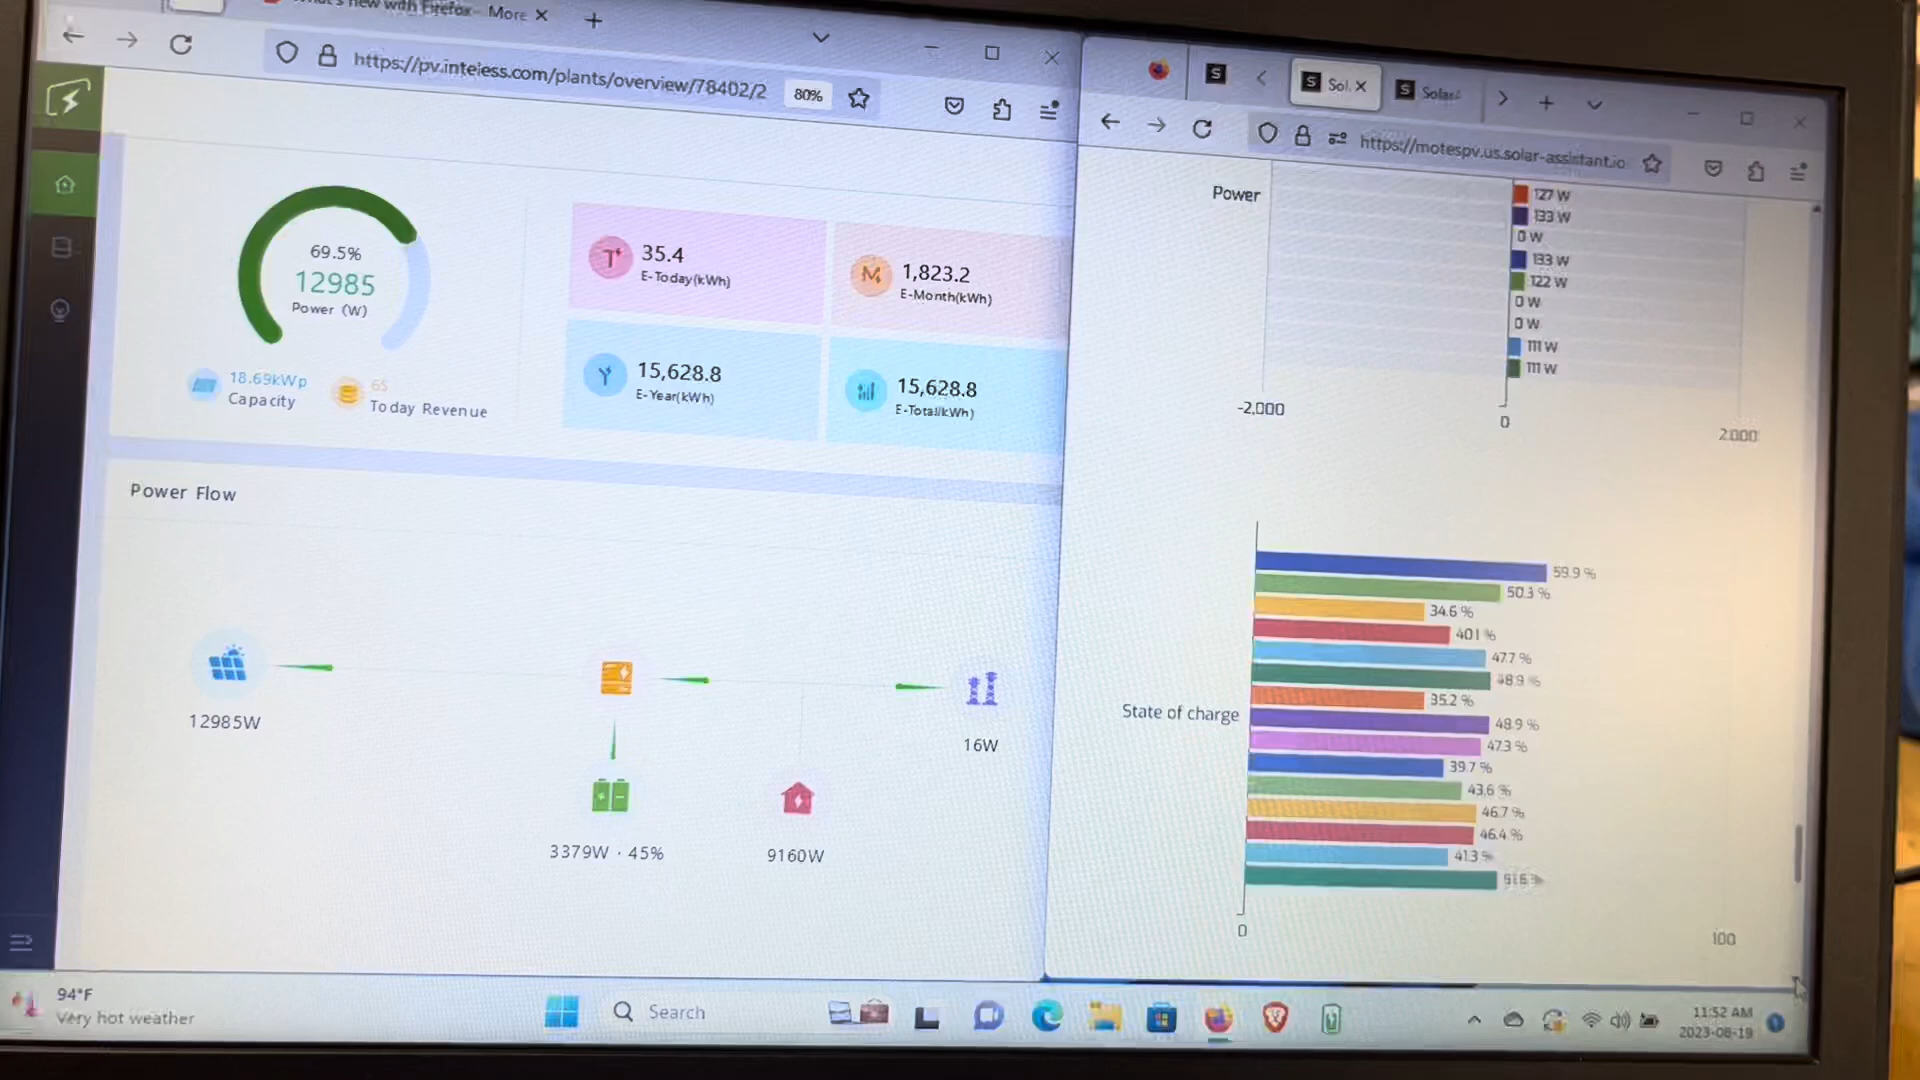 What's new with Firefox - More
https://pv.inteless.com/plants/overview/78402/2
80%
69.5%
12985
Power (W)
18.69kWp
Capacity
65
Today Revenue
35.4
E-Today(kWh)
1,823.2
E-Month(kWh)
15,628.8
E-Year(kWh)
15,628.8
E-Total(kWh)
Power Flow
12985W
16W
3379W · 45%
9160W
S
S Sol.
S Solar
https://motespv.us.solar-assistant.io
Power
127 W
133 W
0 W
133 W
122 W
0 W
0 W
111 W
111 W
-2,000
0
2,000
59.9 %
50.3 %
34.6 %
40.1 %
47.7 %
48.9 %
35.2 %
State of charge
48.9 %
47.3 %
39.7 %
43.6 %
46.7 %
46.4 %
41.3 %
0
100
94°F
Very hot weather
Search
11:52 AM
2023-08-19